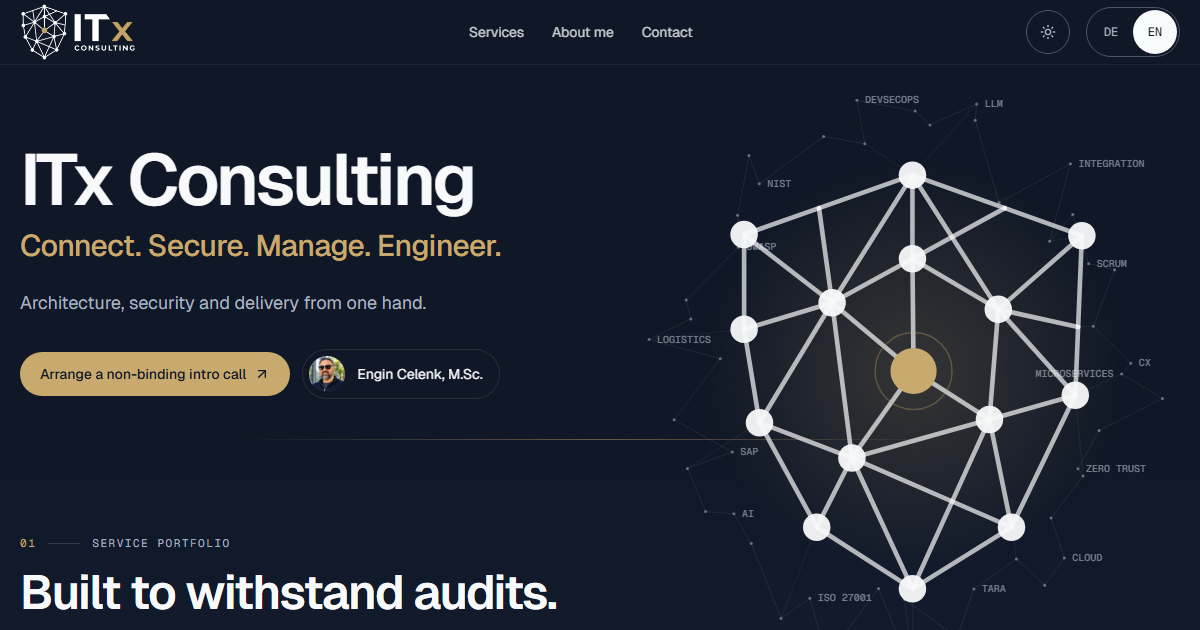 ITx
CONSULTING
Services
About me
Contact
DE
EN
DEVSECOPS
LLM
INTEGRATION
NIST
ITx Consulting
Connect. Secure. Manage. Engineer.
SCRUM
Architecture, security and delivery from one hand.
LOGISTICS
CX
MICROSERVICES
Arrange a non-binding intro call
Engin Celenk, M.Sc.
SAP
ZERO TRUST
AI
01
SERVICE PORTFOLIO
CLOUD
Built to withstand audits.
TARA
ISO 27001